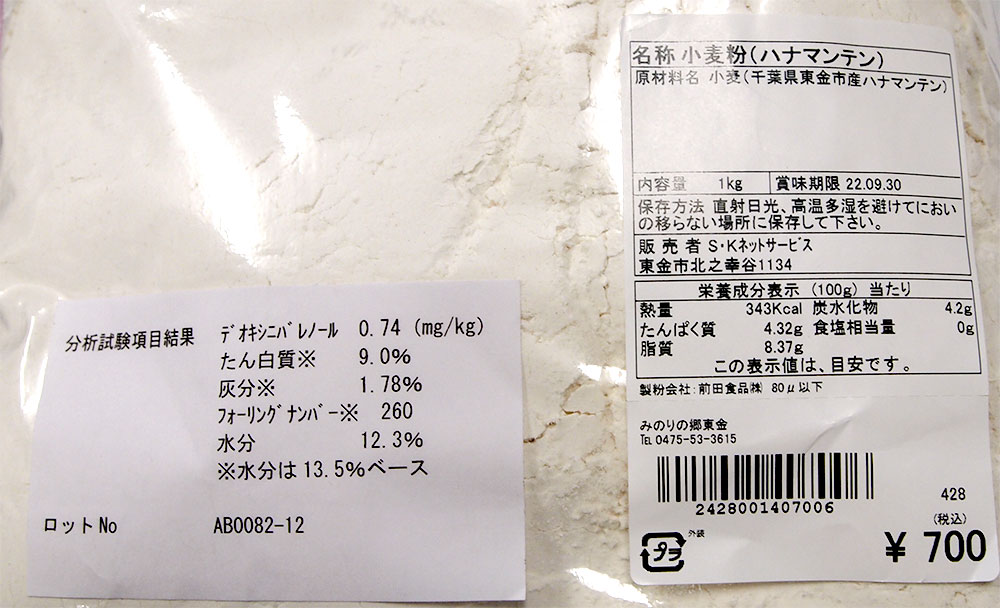 名称 小麦粉(ハナマンテン)
原材料名 小麦(千葉県東金市産ハナマンテン)
内容量 1kg 賞味期限 22.09.30
保存方法 直射日光、高温多湿を避けてにおい
の移らない場所に保存して下さい。
販売者 S・Kネットサービス
東金市北之幸谷1134
栄養成分表示 (100g) 当たり
熱量 343Kcal 炭水化物 4.2g
たんぱく質 4.32g 食塩相当量 0g
脂質 8.37g
この表示値は、目安です。
製粉会社:前田食品㈱ 80μ以下
みのりの郷東金
TEL 0475-53-3615
2428001407006
428
(税込)
プラ 外装
¥ 700
分析試験項目結果 デオキシニバレノール 0.74 (mg/kg)
たん白質※ 9.0%
灰分※ 1.78%
フォーリングナンバー※ 260
水分 12.3%
※水分は13.5%ベース
ロットNo AB0082-12